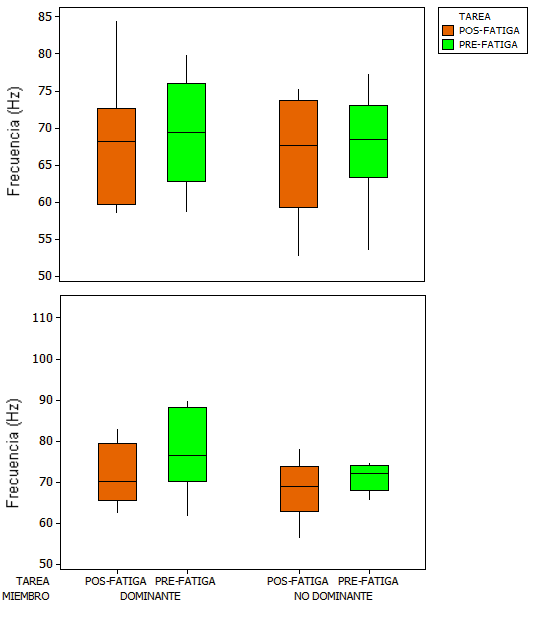 TAREA
POS-FATIGA
PRE-FATIGA
Frecuencia (Hz)
85
80
75
70
65
60
55
50
Frecuencia (Hz)
110
100
90
80
70
60
50
TAREA POS-FATIGA PRE-FATIGA POS-FATIGA PRE-FATIGA
MIEMBRO DOMINANTE NO DOMINANTE